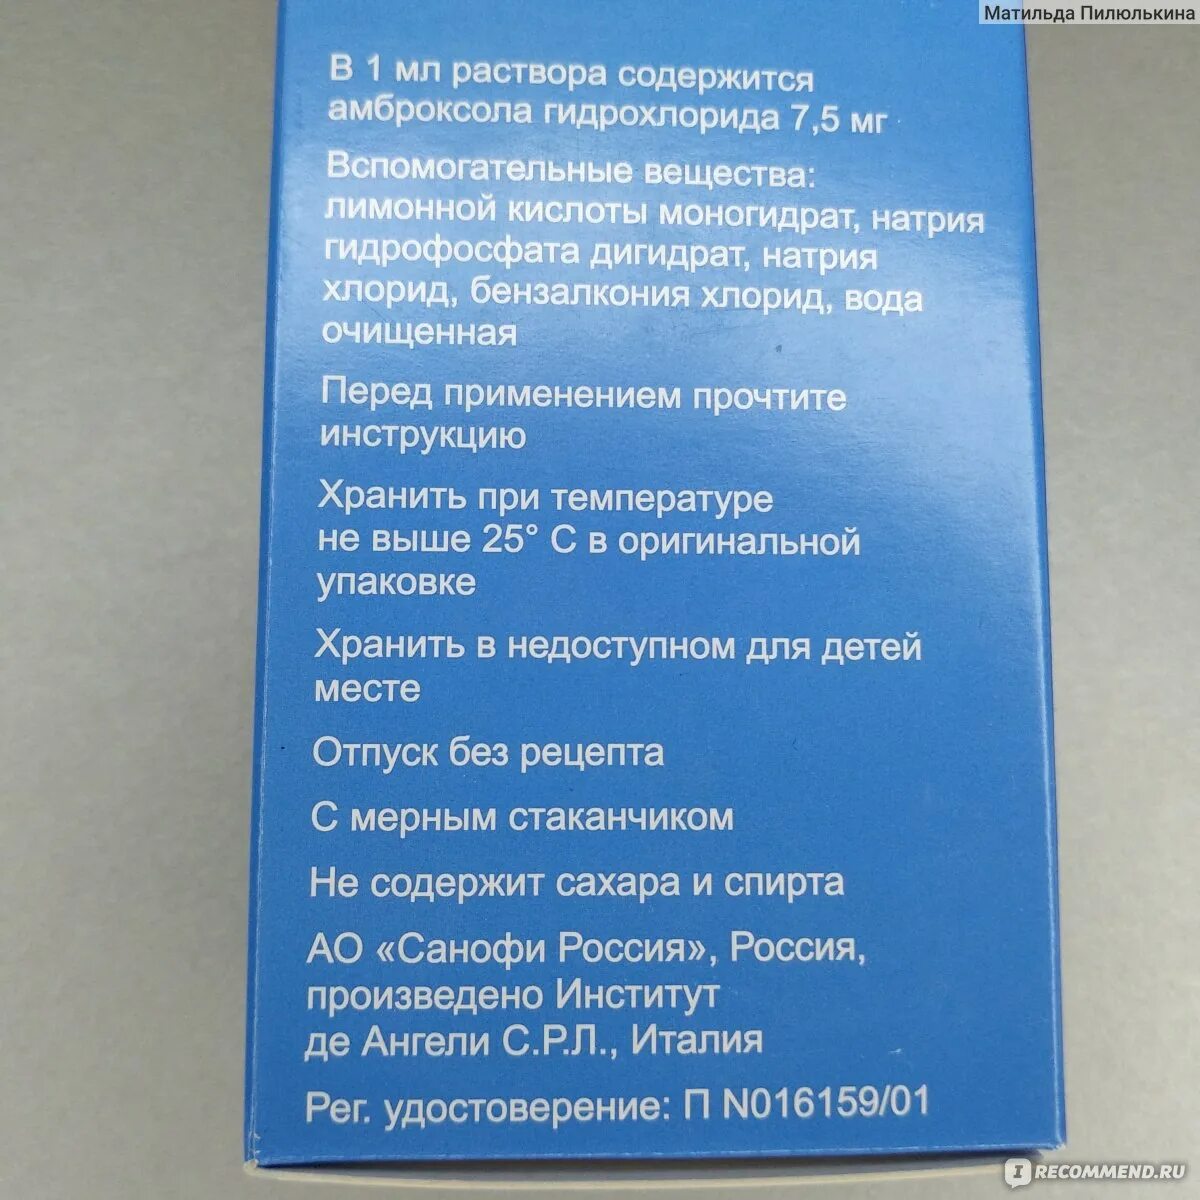 Матильда Пилюлькина
В 1 мл раствора содержится
амброксола гидрохлорида 7,5 мг
Вспомогательные вещества:
лимонной кислоты моногидрат, натрия
гидрофосфата дигидрат, натрия
хлорид, бензалкония хлорид, вода
очищенная
Перед применением прочтите
инструкцию
Хранить при температуре
не выше 25° С в оригинальной
упаковке
Хранить в недоступном для детей
месте
Отпуск без рецепта
С мерным стаканчиком
Не содержит сахара и спирта
АО «Санофи Россия», Россия,
произведено Институт
де Ангели С.Р.Л., Италия
Рег. удостоверение: П N016159/01
I RECOMMEND.RU